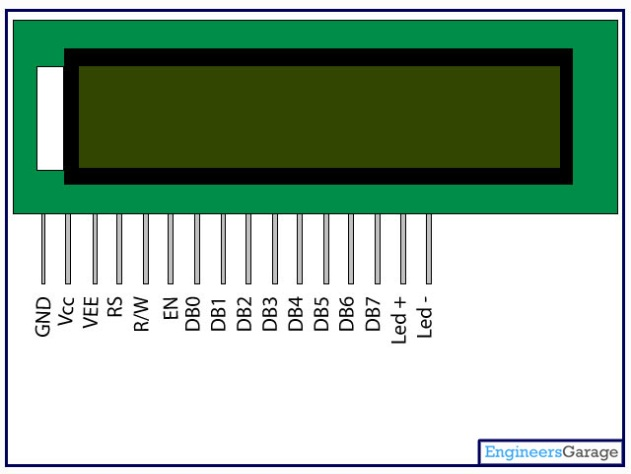 GND
Vcc
VEE
RS
R/W
EN
DB0
DB1
DB2
DB3
DB4
DB5
DB6
DB7
Led +
Led -
EngineersGarage